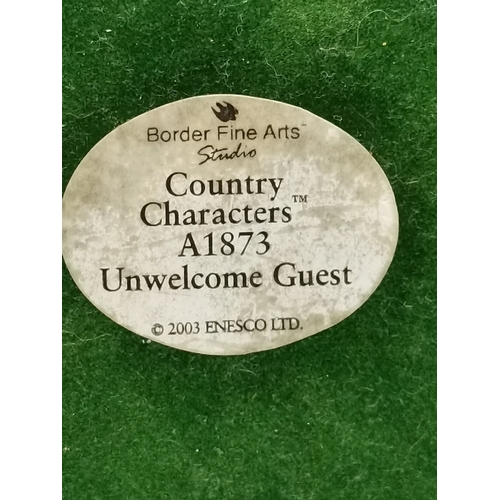 Border Fine Arts™
Studio
Country
Characters™
A1873
Unwelcome Guest
© 2003 ENESCO LTD.